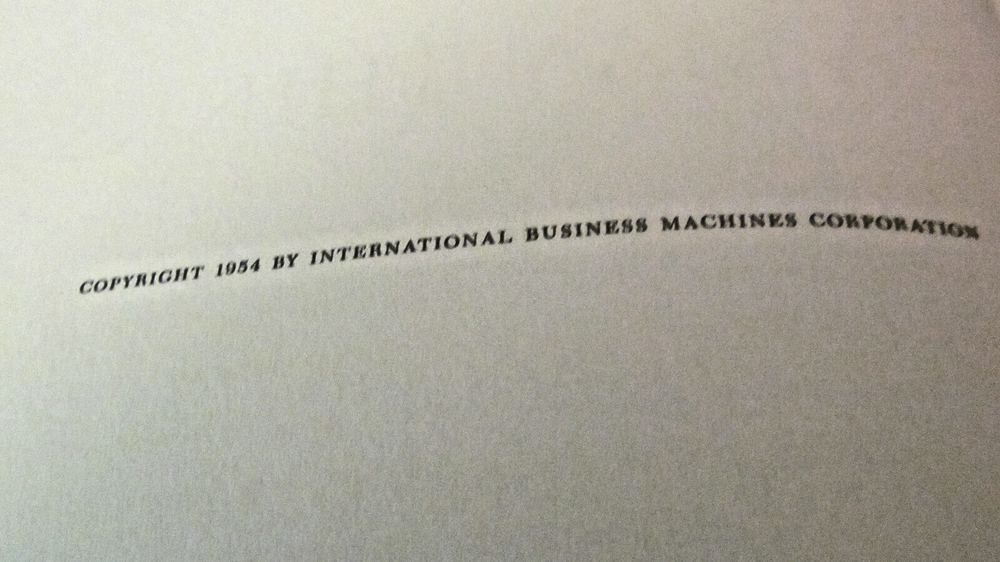 COPYRIGHT 1954 BY INTERNATIONAL BUSINESS MACHINES CORPORATION